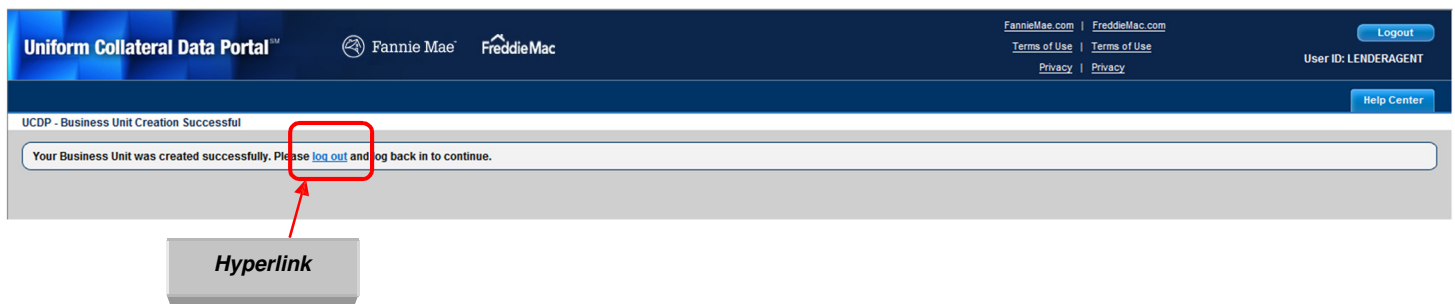 Uniform Collateral Data Portal℠
Fannie Mae
Freddie Mac
FannieMae.com | FreddieMac.com
Terms of Use | Terms of Use
Privacy | Privacy
Logout
User ID: LENDERAGENT
Help Center
UCDP - Business Unit Creation Successful
Your Business Unit was created successfully. Please log out and log back in to continue.
Hyperlink